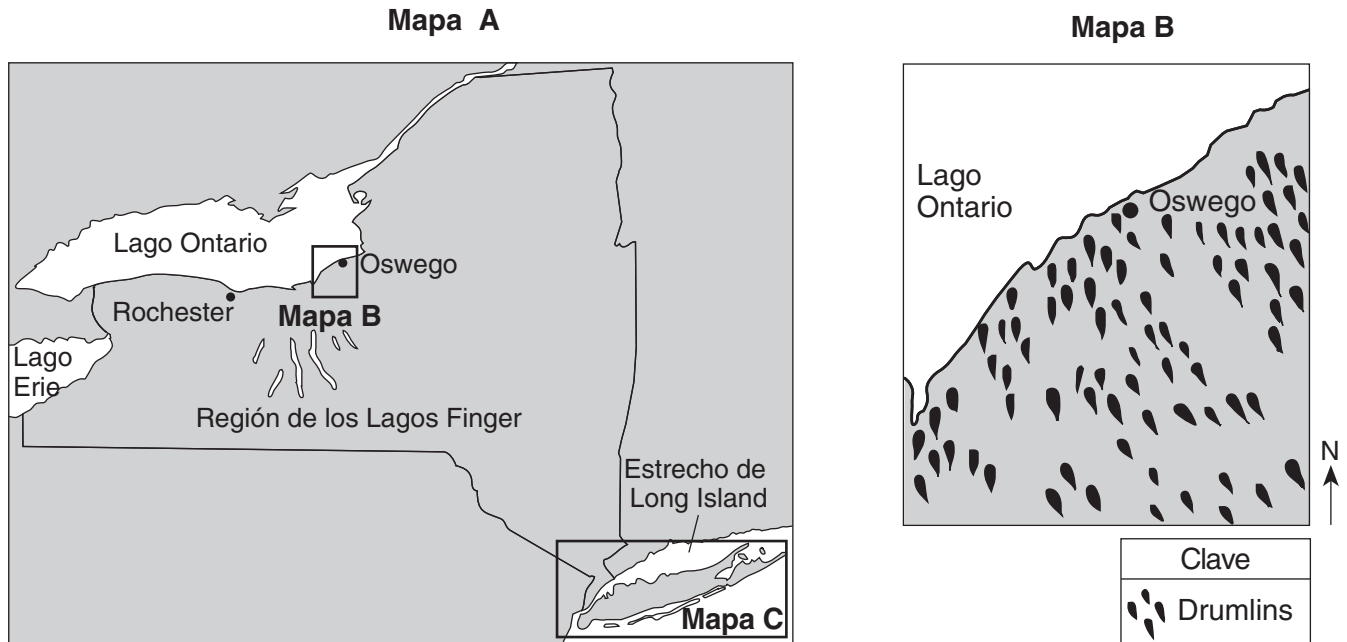 Mapa A
Lago Ontario
Oswego
Rochester
Mapa B
Lago
Erie
Región de los Lagos Finger
Estrecho de
Long Island
Mapa C
Mapa B
Lago
Ontario
Oswego
N
Clave
Drumlins